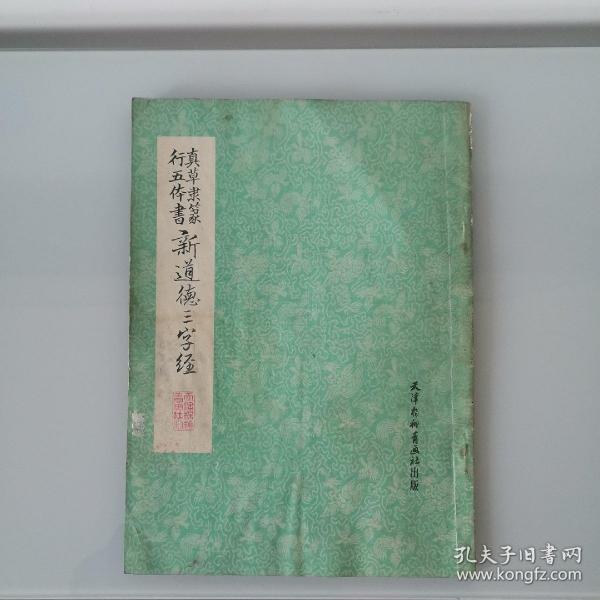 真草隶篆
行五体書
新道德三字经
天津杨柳青画社出版
孔夫子旧书网
www.kongfz.com